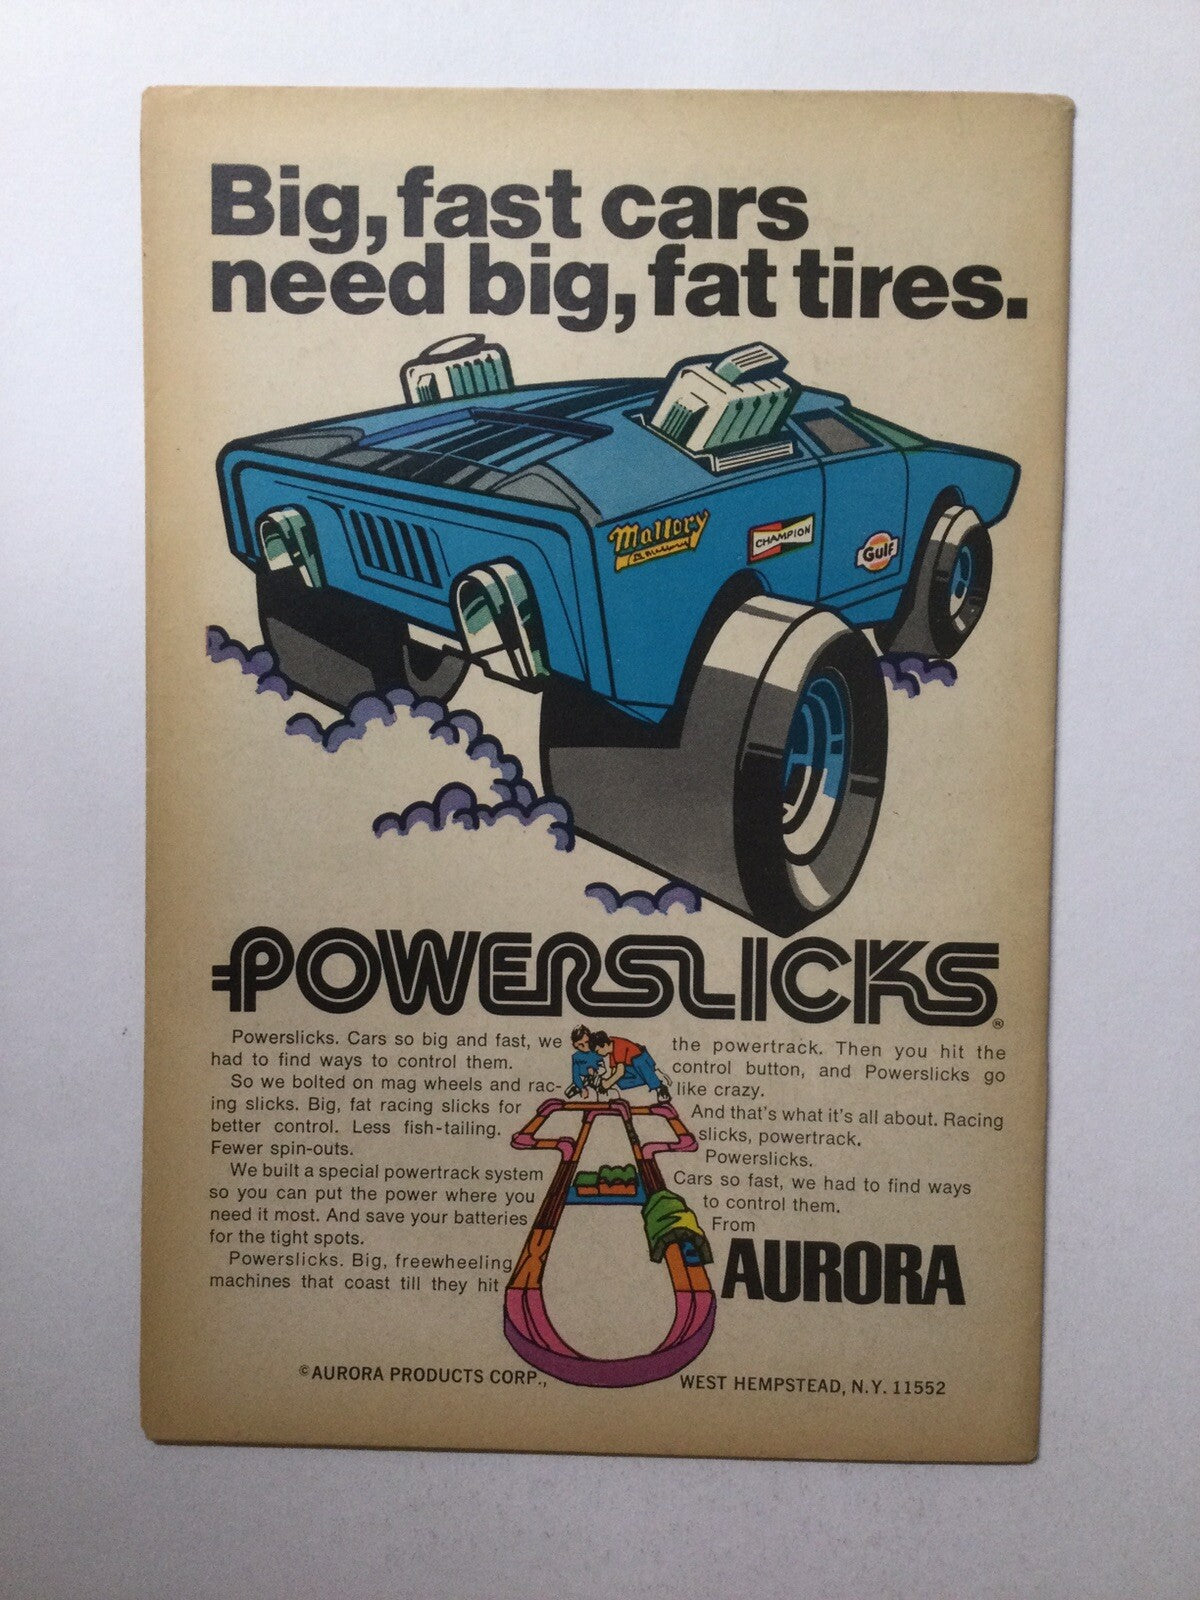 Big, fast cars
need big, fat tires.
Mallory
CHAMPION
Gulf
POWERSLICKS®
Powerslicks. Cars so big and fast, we
had to find ways to control them.
So we bolted on mag wheels and rac-
ing slicks. Big, fat racing slicks for
better control. Less fish-tailing.
Fewer spin-outs.
We built a special powertrack system
so you can put the power where you
need it most. And save your batteries
for the tight spots.
Powerslicks. Big, freewheeling
machines that coast till they hit
the powertrack. Then you hit the
control button, and Powerslicks go
like crazy.
And that's what it's all about. Racing
slicks, powertrack.
Powerslicks.
Cars so fast, we had to find ways
to control them.
From
AURORA
©AURORA PRODUCTS CORP., WEST HEMPSTEAD, N.Y. 11552